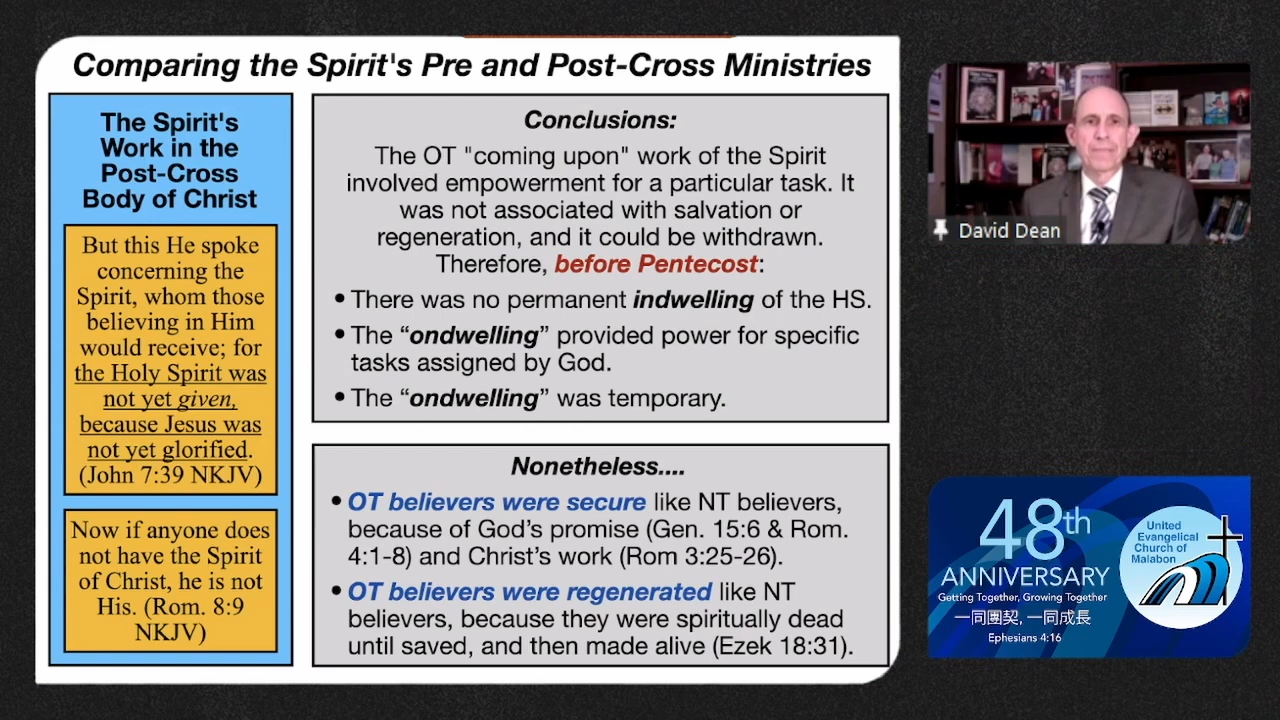 Comparing the Spirit's Pre and Post-Cross Ministries
The Spirit's
Work in the
Post-Cross
Body of Christ
But this He spoke
concerning the
Spirit, whom those
believing in Him
would receive; for
the Holy Spirit was
not yet given,
because Jesus was
not yet glorified.
(John 7:39 NKJV)
Now if anyone does
not have the Spirit
of Christ, he is not
His. (Rom. 8:9
NKJV)
Conclusions:
The OT "coming upon" work of the Spirit
involved empowerment for a particular task. It
was not associated with salvation or
regeneration, and it could be withdrawn.
Therefore, before Pentecost:
• There was no permanent indwelling of the HS.
• The “ondwelling” provided power for specific
tasks assigned by God.
• The “ondwelling” was temporary.
Nonetheless....
• OT believers were secure like NT believers,
because of God’s promise (Gen. 15:6 & Rom.
4:1-8) and Christ’s work (Rom 3:25-26).
• OT believers were regenerated like NT
believers, because they were spiritually dead
until saved, and then made alive (Ezek 18:31).
David Dean
48th
ANNIVERSARY
Getting Together, Growing Together
一同團契, 一同成長
Ephesians 4:16
United
Evangelical
Church of
Malabon